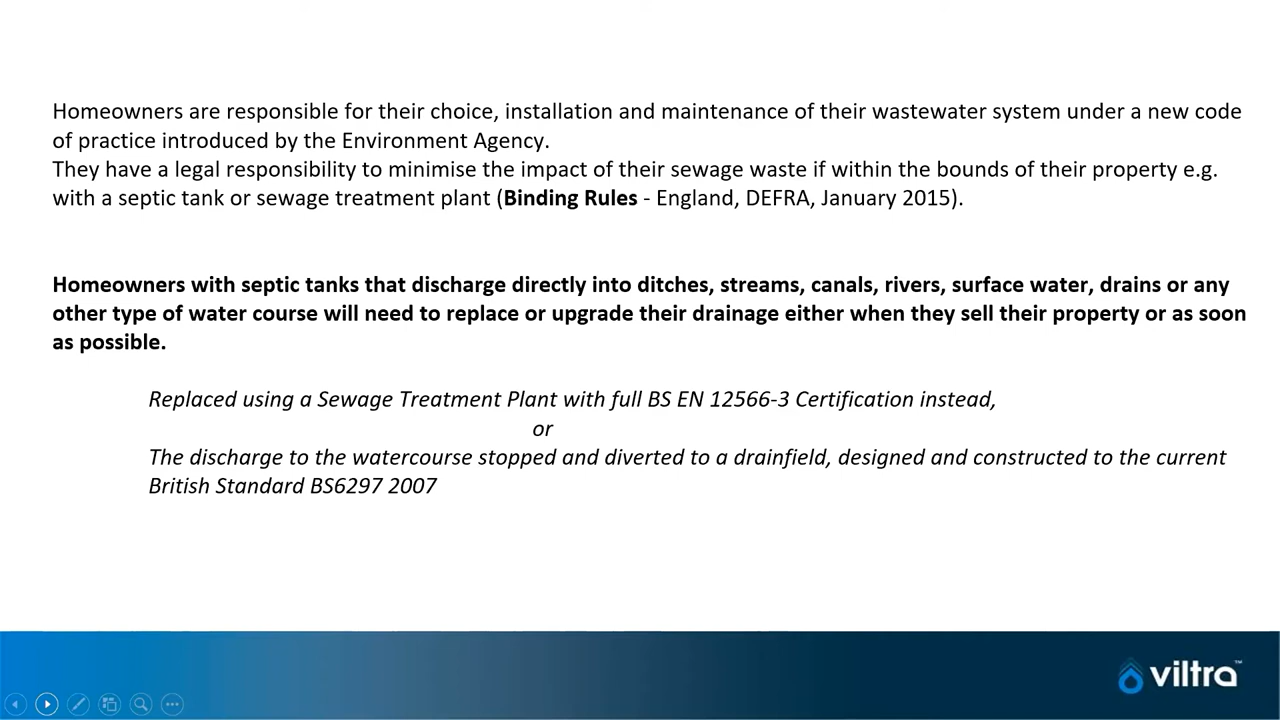 Homeowners are responsible for their choice, installation and maintenance of their wastewater system under a new code
of practice introduced by the Environment Agency.
They have a legal responsibility to minimise the impact of their sewage waste if within the bounds of their property e.g.
with a septic tank or sewage treatment plant (Binding Rules - England, DEFRA, January 2015).
Homeowners with septic tanks that discharge directly into ditches, streams, canals, rivers, surface water, drains or any
other type of water course will need to replace or upgrade their drainage either when they sell their property or as soon
as possible.
Replaced using a Sewage Treatment Plant with full BS EN 12566-3 Certification instead,
or
The discharge to the watercourse stopped and diverted to a drainfield, designed and constructed to the current
British Standard BS6297 2007
viltra™